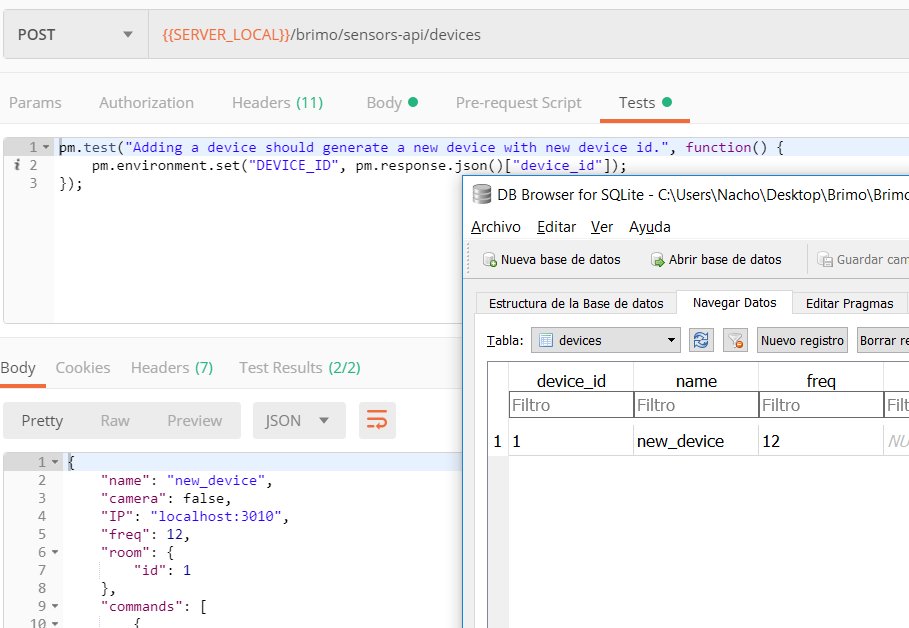 POST {{SERVER_LOCAL}}/brimo/sensors-api/devices
Params Authorization Headers (11) Body Pre-request Script Tests
1 pm.test("Adding a device should generate a new device with new device id.", function() {
i 2 pm.environment.set("DEVICE_ID", pm.response.json()["device_id"]);
3 });
Body Cookies Headers (7) Test Results (2/2)
Pretty Raw Preview JSON
1 {
2 "name": "new_device",
3 "camera": false,
4 "IP": "localhost:3010",
5 "freq": 12,
6 "room": {
7 "id": 1
8 },
9 "commands": [
10 {
DB Browser for SQLite - C:\Users\Nacho\Desktop\Brimo\Brimo
Archivo Editar Ver Ayuda
Nueva base de datos Abrir base de datos Guardar cam
Estructura de la Base de datos Navegar Datos Editar Pragmas
Tabla: devices Nuevo registro Borrar re
device_id name freq
Filtro Filtro Filtro Filt
1 1 new_device 12 NU